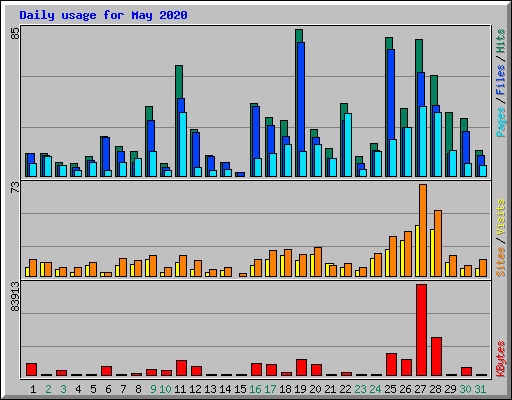 Daily usage for May 2020
85
Pages / Files / Hits
73
Sites / Visits
83913
KBytes
1 2 3 4 5 6 7 8 9 10 11 12 13 14 15 16 17 18 19 20 21 22 23 24 25 26 27 28 29 30 31